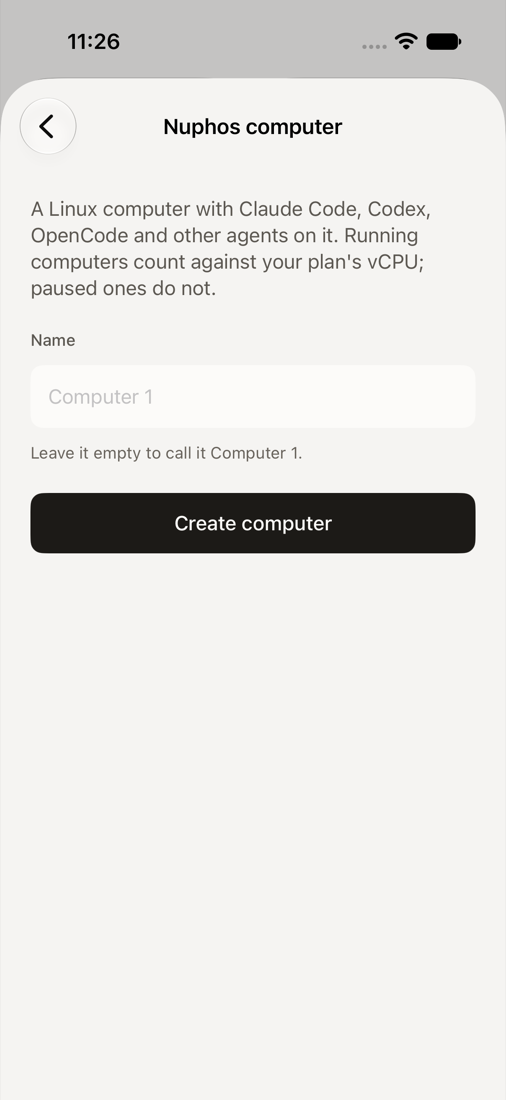 11:26
Nuphos computer
A Linux computer with Claude Code, Codex,
OpenCode and other agents on it. Running
computers count against your plan's vCPU;
paused ones do not.
Name
Computer 1
Leave it empty to call it Computer 1.
Create computer